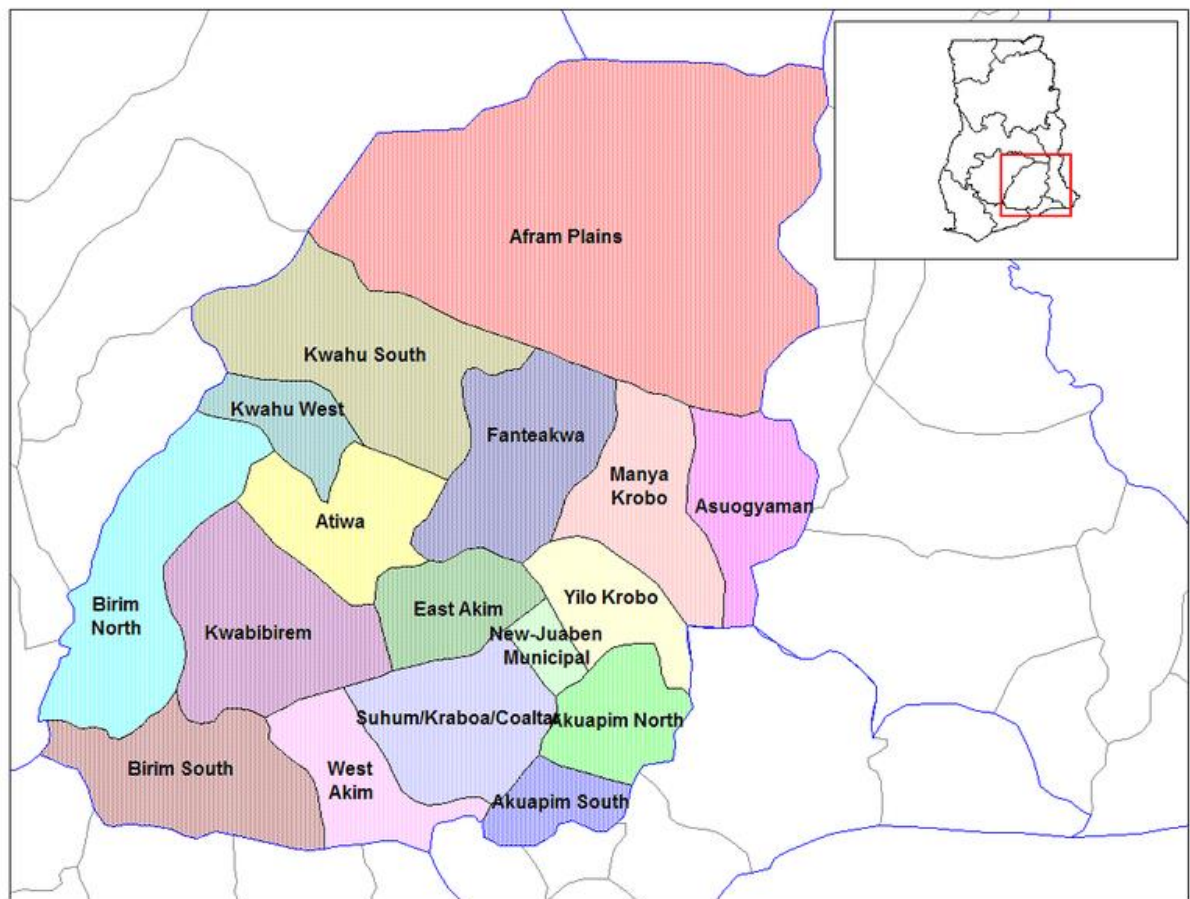 Afram Plains
Kwahu South
Kwahu West
Fanteakwa
Manya
Krobo
Asuogyaman
Atiwa
Birim
North
Kwabibirem
East Akim
Yilo Krobo
New-Juaben
Municipal
Suhum/Kraboa/Coaltar
Akuapim North
Birim South
West
Akim
Akuapim South